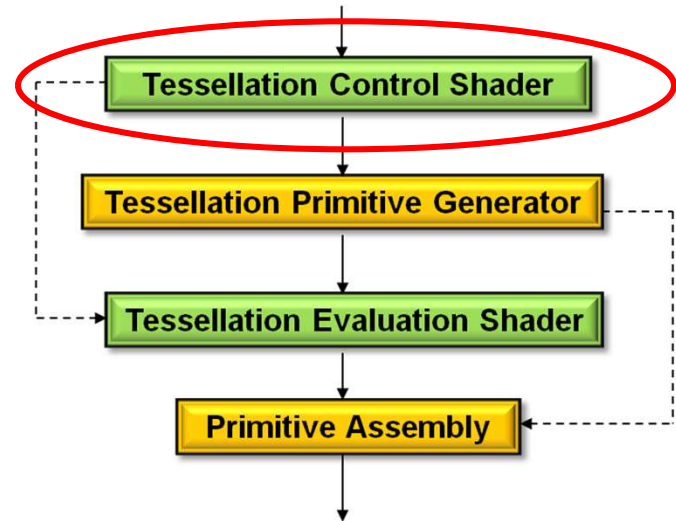 Tessellation Control Shader
Tessellation Primitive Generator
Tessellation Evaluation Shader
Primitive Assembly